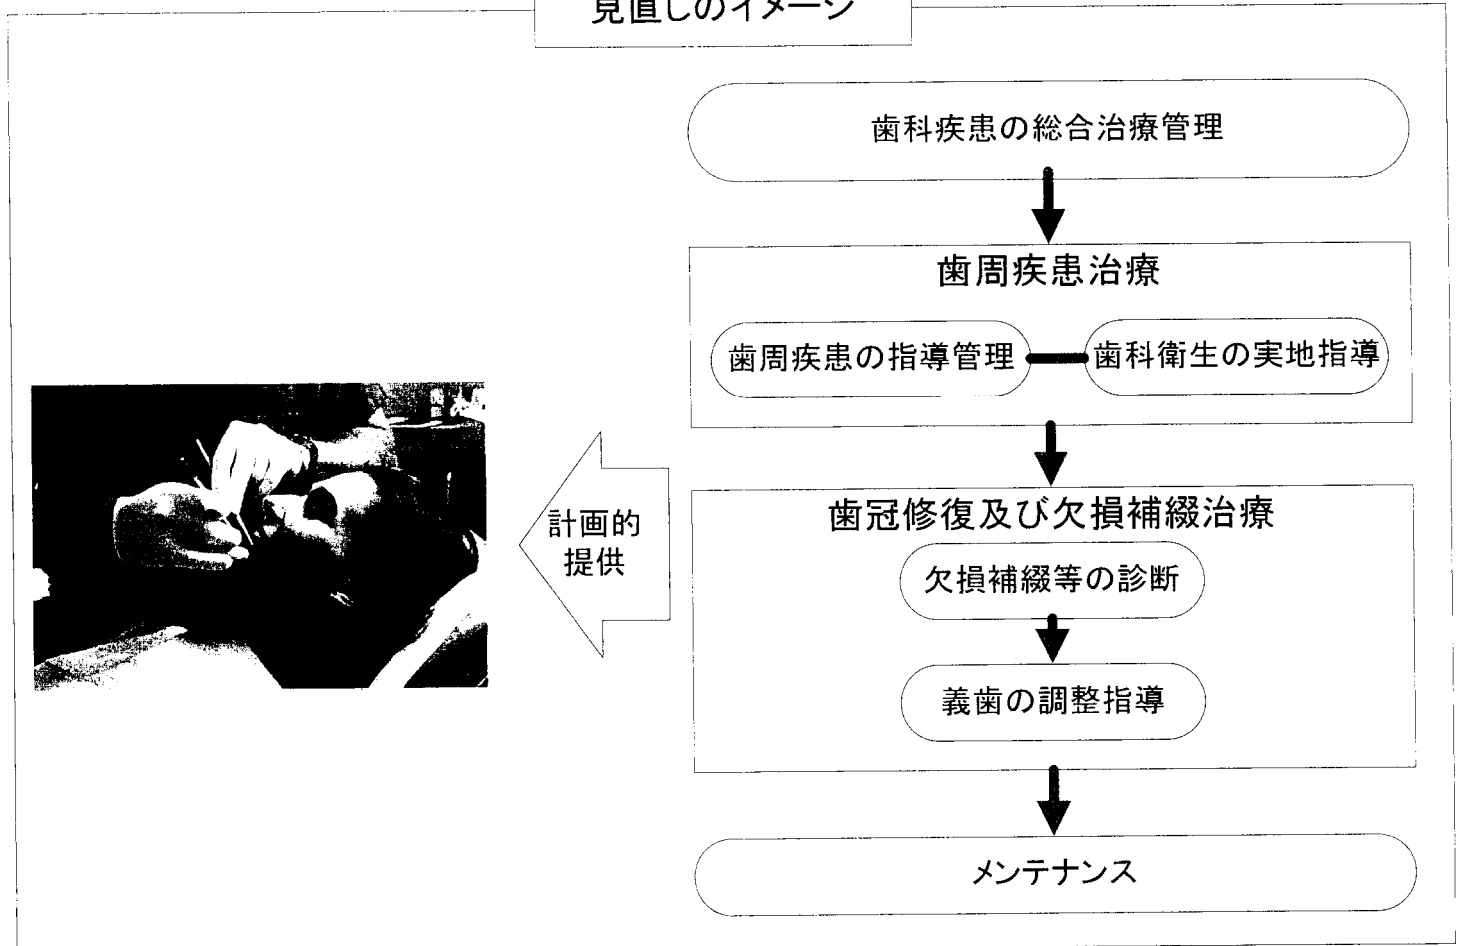 見直しのイメージ
歯科疾患の総合治療管理
歯周疾患治療
歯周疾患の指導管理
歯科衛生の実地指導
歯冠修復及び欠損補綴治療
欠損補綴等の診断
義歯の調整指導
メンテナンス
計画的
提供